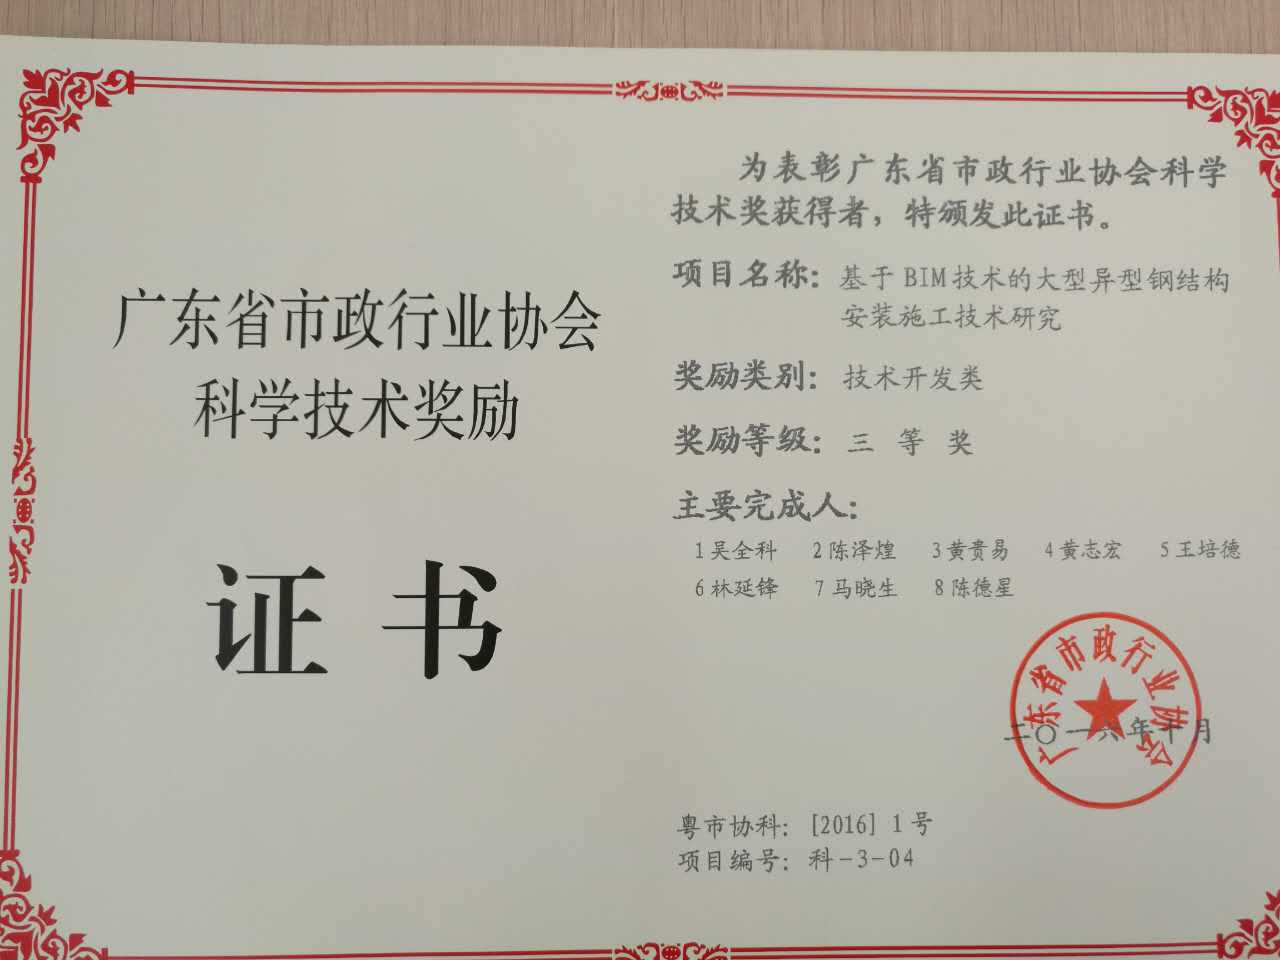 广东省市政行业协会
科学技术奖励
证书
为表彰广东省市政行业协会科学
技术奖获得者，特颁发此证书。
项目名称：基于BIM技术的大型异型钢结构
安装施工技术研究
奖励类别：技术开发类
奖励等级：三等奖
主要完成人：
1吴全科 2陈泽煌 3黄贵易 4黄志宏 5王培德
6林延锋 7马晓生 8陈德星
广东省市政行业协会
二〇一六年十月
粤市协科：[2016] 1号
项目编号：科-3-04